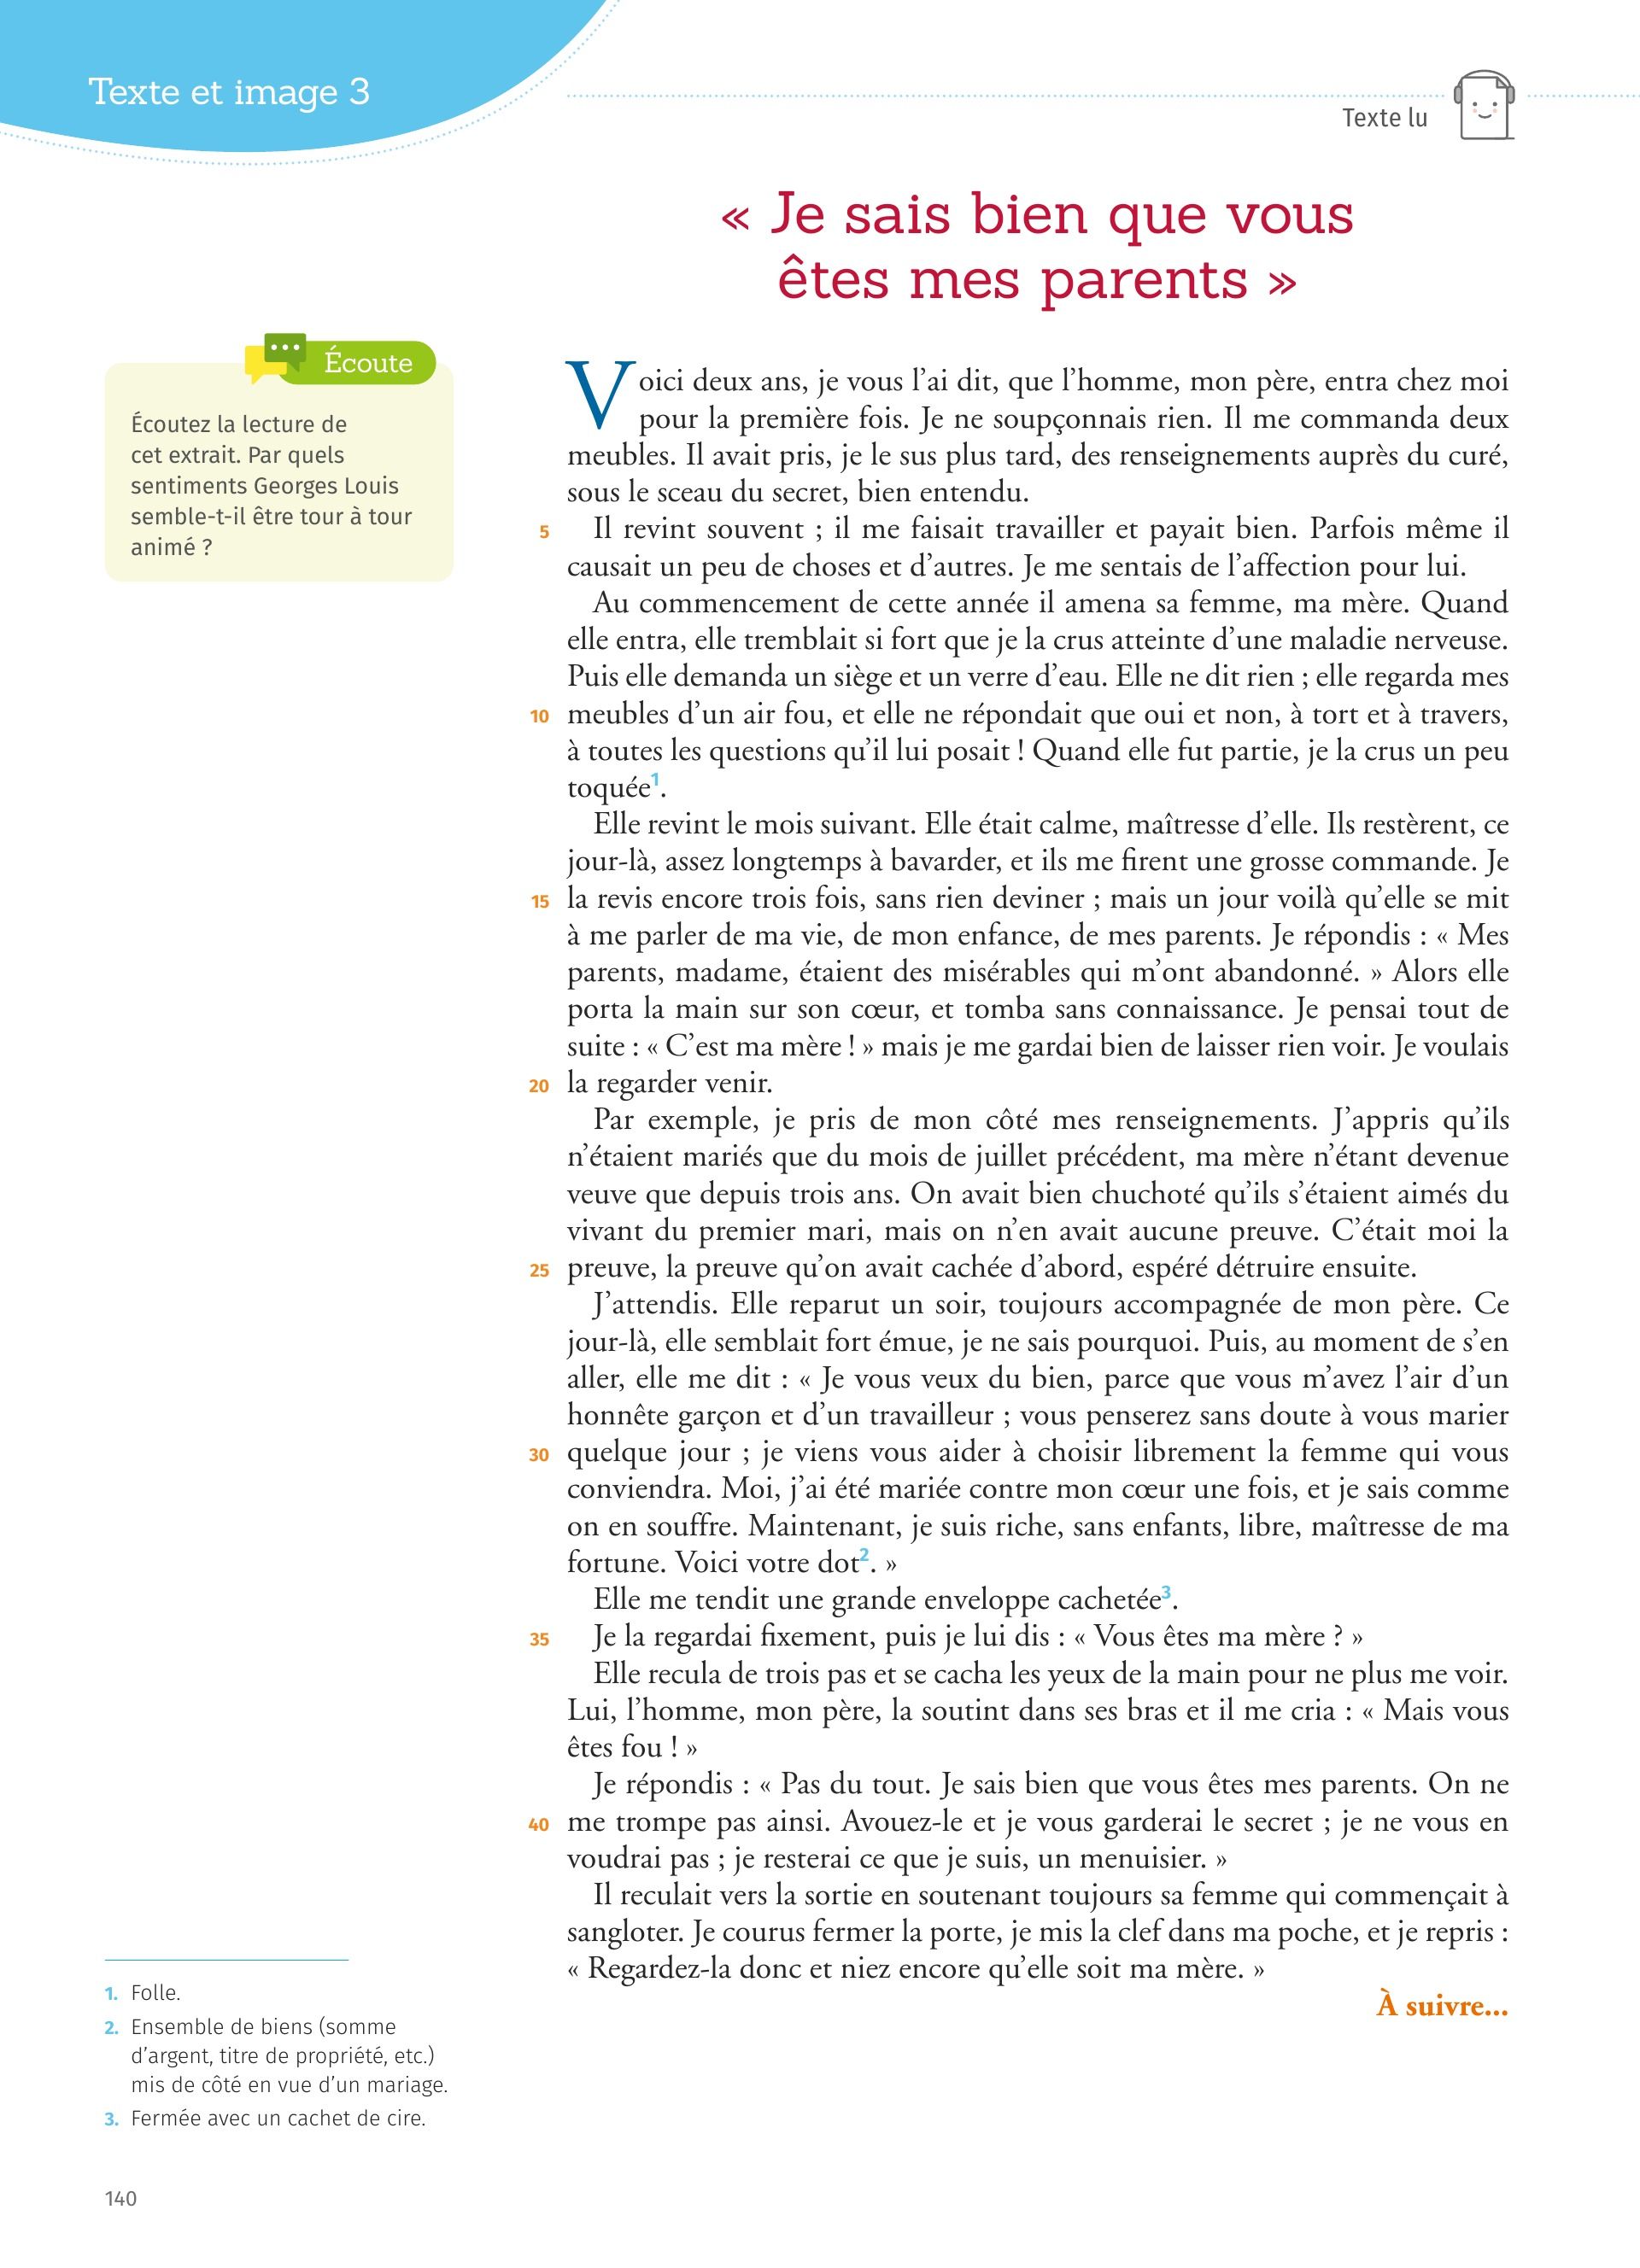 Texte et image 3
Texte lu
« Je sais bien que vous
êtes mes parents »
Écoute
Écoutez la lecture de
cet extrait. Par quels
sentiments Georges Louis
semble-t-il être tour à tour
animé ?
Voici deux ans, je vous l’ai dit, que l’homme, mon père, entra chez moi
pour la première fois. Je ne soupçonnais rien. Il me commanda deux
meubles. Il avait pris, je le sus plus tard, des renseignements auprès du curé,
sous le sceau du secret, bien entendu.
5 Il revint souvent ; il me faisait travailler et payait bien. Parfois même il
causait un peu de choses et d’autres. Je me sentais de l’affection pour lui.
Au commencement de cette année il amena sa femme, ma mère. Quand
elle entra, elle tremblait si fort que je la crus atteinte d’une maladie nerveuse.
Puis elle demanda un siège et un verre d’eau. Elle ne dit rien ; elle regarda mes
10 meubles d’un air fou, et elle ne répondait que oui et non, à tort et à travers,
à toutes les questions qu’il lui posait ! Quand elle fut partie, je la crus un peu
toquée1.
Elle revint le mois suivant. Elle était calme, maîtresse d’elle. Ils restèrent, ce
jour-là, assez longtemps à bavarder, et ils me firent une grosse commande. Je
15 la revis encore trois fois, sans rien deviner ; mais un jour voilà qu’elle se mit
à me parler de ma vie, de mon enfance, de mes parents. Je répondis : « Mes
parents, madame, étaient des misérables qui m’ont abandonné. » Alors elle
porta la main sur son cœur, et tomba sans connaissance. Je pensai tout de
suite : « C’est ma mère ! » mais je me gardai bien de laisser rien voir. Je voulais
20 la regarder venir.
Par exemple, je pris de mon côté mes renseignements. J’appris qu’ils
n’étaient mariés que du mois de juillet précédent, ma mère n’étant devenue
veuve que depuis trois ans. On avait bien chuchoté qu’ils s’étaient aimés du
vivant du premier mari, mais on n’en avait aucune preuve. C’était moi la
25 preuve, la preuve qu’on avait cachée d’abord, espéré détruire ensuite.
J’attendis. Elle reparut un soir, toujours accompagnée de mon père. Ce
jour-là, elle semblait fort émue, je ne sais pourquoi. Puis, au moment de s’en
aller, elle me dit : « Je vous veux du bien, parce que vous m’avez l’air d’un
honnête garçon et d’un travailleur ; vous penserez sans doute à vous marier
30 quelque jour ; je viens vous aider à choisir librement la femme qui vous
conviendra. Moi, j’ai été mariée contre mon cœur une fois, et je sais comme
on en souffre. Maintenant, je suis riche, sans enfants, libre, maîtresse de ma
fortune. Voici votre dot2. »
Elle me tendit une grande enveloppe cachetée3.
35 Je la regardai fixement, puis je lui dis : « Vous êtes ma mère ? »
Elle recula de trois pas et se cacha les yeux de la main pour ne plus me voir.
Lui, l’homme, mon père, la soutint dans ses bras et il me cria : « Mais vous
êtes fou ! »
Je répondis : « Pas du tout. Je sais bien que vous êtes mes parents. On ne
40 me trompe pas ainsi. Avouez-le et je vous garderai le secret ; je ne vous en
voudrai pas ; je resterai ce que je suis, un menuisier. »
Il reculait vers la sortie en soutenant toujours sa femme qui commençait à
sangloter. Je courus fermer la porte, je mis la clef dans ma poche, et je repris :
« Regardez-la donc et niez encore qu’elle soit ma mère. »
À suivre...
1. Folle.
2. Ensemble de biens (somme
d’argent, titre de propriété, etc.)
mis de côté en vue d’un mariage.
3. Fermée avec un cachet de cire.
140